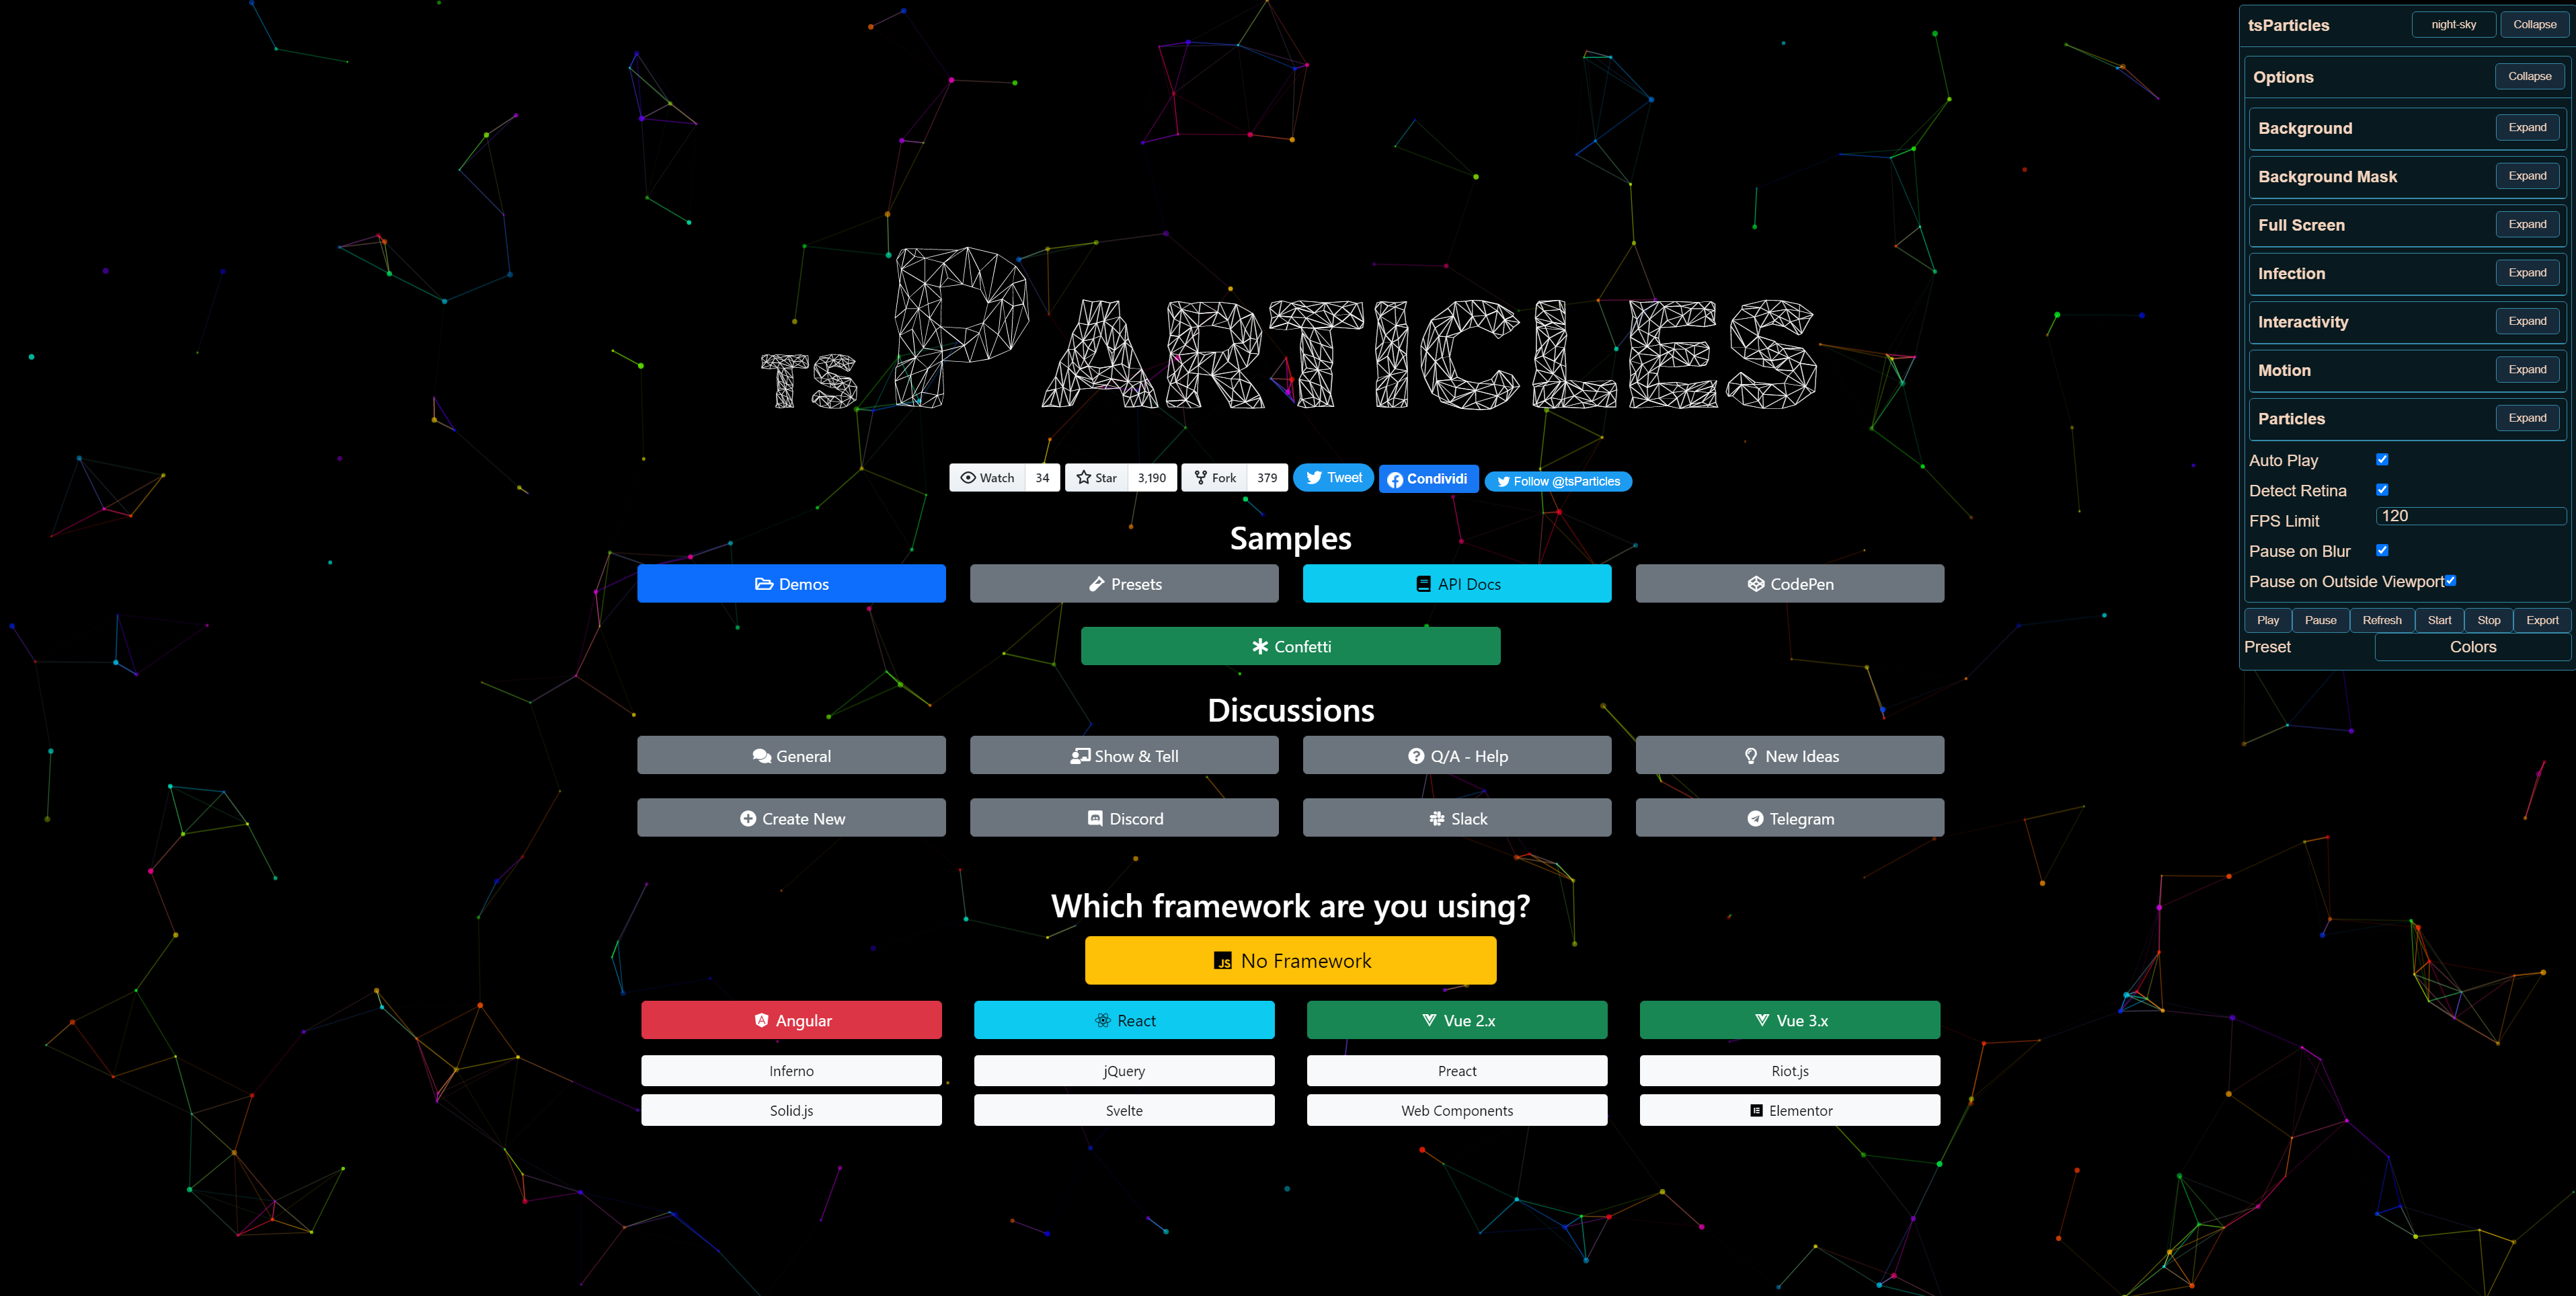 TSPARTICLES
Watch 34 Star 3,190 Fork 379 Tweet Condividi Follow @tsParticles
Samples
Demos Presets API Docs CodePen
Confetti
Discussions
General Show & Tell Q/A - Help New Ideas
Create New Discord Slack Telegram
Which framework are you using?
JS No Framework
Angular React Vue 2.x Vue 3.x
Inferno jQuery Preact Riot.js
Solid.js Svelte Web Components Elementor
tsParticles night-sky Collapse
Options Collapse
Background Expand
Background Mask Expand
Full Screen Expand
Infection Expand
Interactivity Expand
Motion Expand
Particles Expand
Auto Play
Detect Retina
FPS Limit 120
Pause on Blur
Pause on Outside Viewport
Play Pause Refresh Start Stop Export
Preset Colors